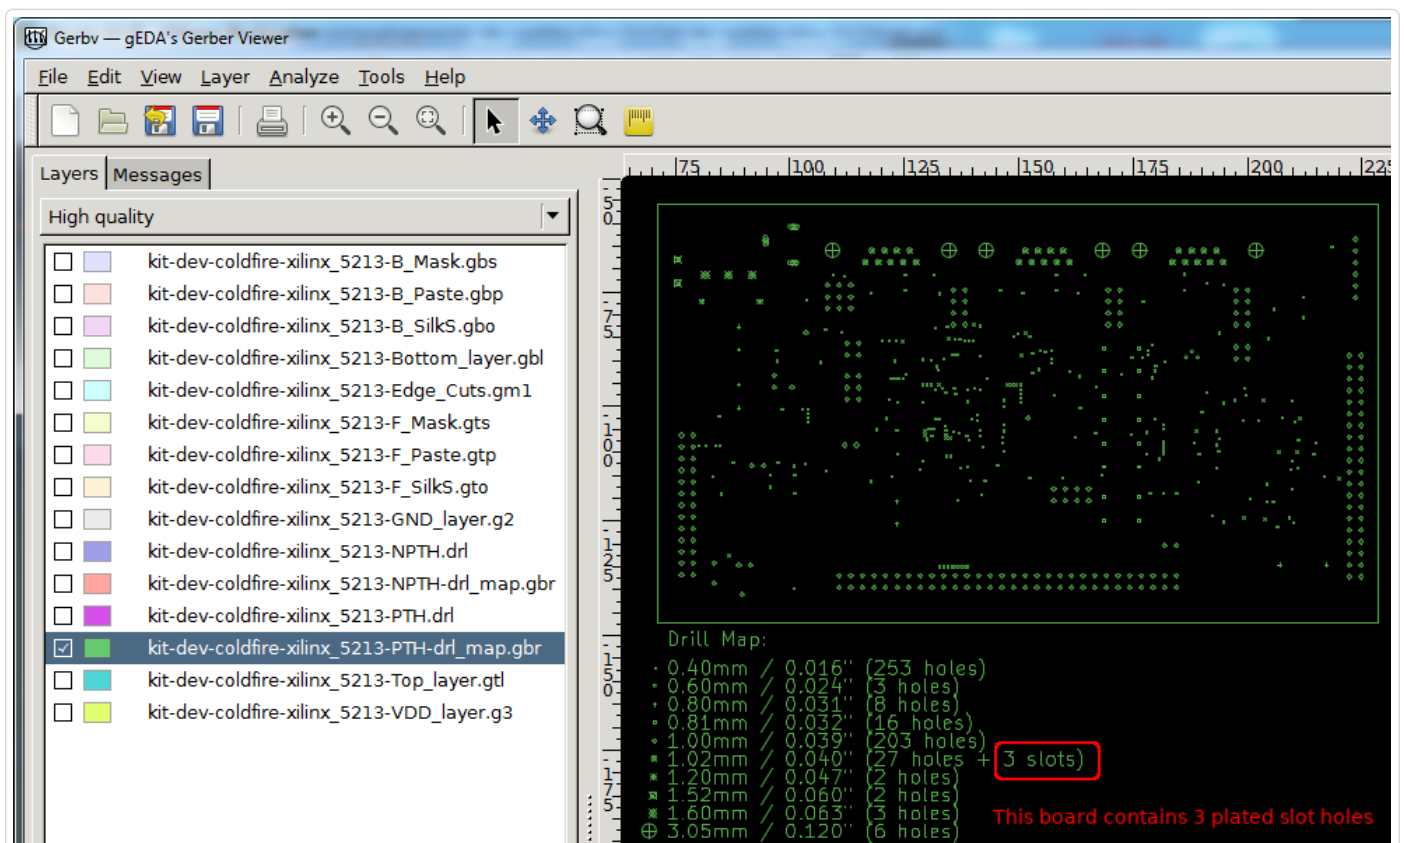 Gerbv — gEDA's Gerber Viewer
File Edit View Layer Analyze Tools Help
Layers Messages
High quality
kit-dev-coldfire-xilinx_5213-B_Mask.gbs
kit-dev-coldfire-xilinx_5213-B_Paste.gbp
kit-dev-coldfire-xilinx_5213-B_SilkS.gbo
kit-dev-coldfire-xilinx_5213-Bottom_layer.gbl
kit-dev-coldfire-xilinx_5213-Edge_Cuts.gm1
kit-dev-coldfire-xilinx_5213-F_Mask.gts
kit-dev-coldfire-xilinx_5213-F_Paste.gtp
kit-dev-coldfire-xilinx_5213-F_SilkS.gto
kit-dev-coldfire-xilinx_5213-GND_layer.g2
kit-dev-coldfire-xilinx_5213-NPTH.drl
kit-dev-coldfire-xilinx_5213-NPTH-drl_map.gbr
kit-dev-coldfire-xilinx_5213-PTH.drl
kit-dev-coldfire-xilinx_5213-PTH-drl_map.gbr
kit-dev-coldfire-xilinx_5213-Top_layer.gtl
kit-dev-coldfire-xilinx_5213-VDD_layer.g3
75 100 125 150 175 200 225
-50
-75
-100
-125
-150
-175
Drill Map:
0.40mm / 0.016" (253 holes)
0.60mm / 0.024" (3 holes)
0.80mm / 0.031" (8 holes)
0.81mm / 0.032" (16 holes)
1.00mm / 0.039" (203 holes)
1.02mm / 0.040" (27 holes + 3 slots)
1.20mm / 0.047" (2 holes)
1.52mm / 0.060" (2 holes)
1.60mm / 0.063" (3 holes)
3.05mm / 0.120" (6 holes)
This board contains 3 plated slot holes